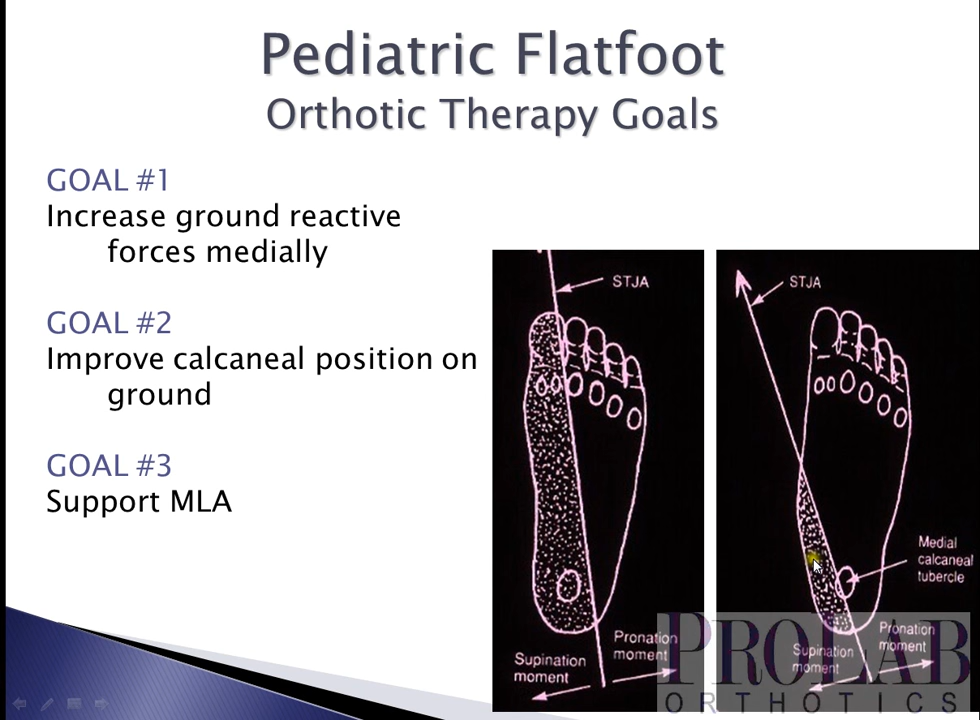 Pediatric Flatfoot
Orthotic Therapy Goals
GOAL #1
Increase ground reactive
forces medially
GOAL #2
Improve calcaneal position on
ground
GOAL #3
Support MLA
STJA
Supination
moment
Pronation
moment
STJA
Medial
calcaneal
tubercle
Supination
moment
Pronation
moment
PROLAB
ORTHOTICS